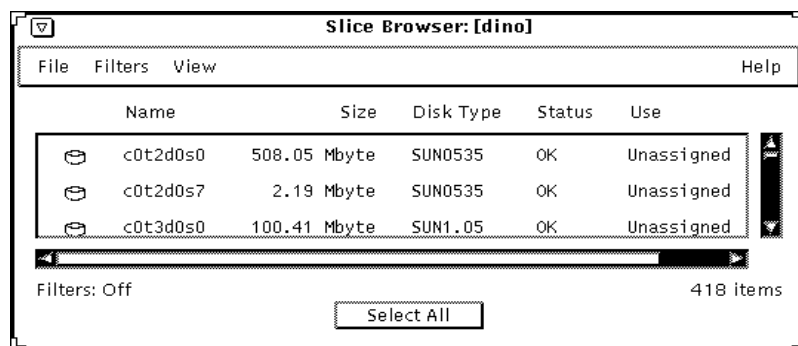 Slice Browser: [dino]
File Filters View Help
Name Size Disk Type Status Use
c0t2d0s0 508.05 Mbyte SUN0535 OK Unassigned
c0t2d0s7 2.19 Mbyte SUN0535 OK Unassigned
c0t3d0s0 100.41 Mbyte SUN1.05 OK Unassigned
Filters: Off 418 items
Select All